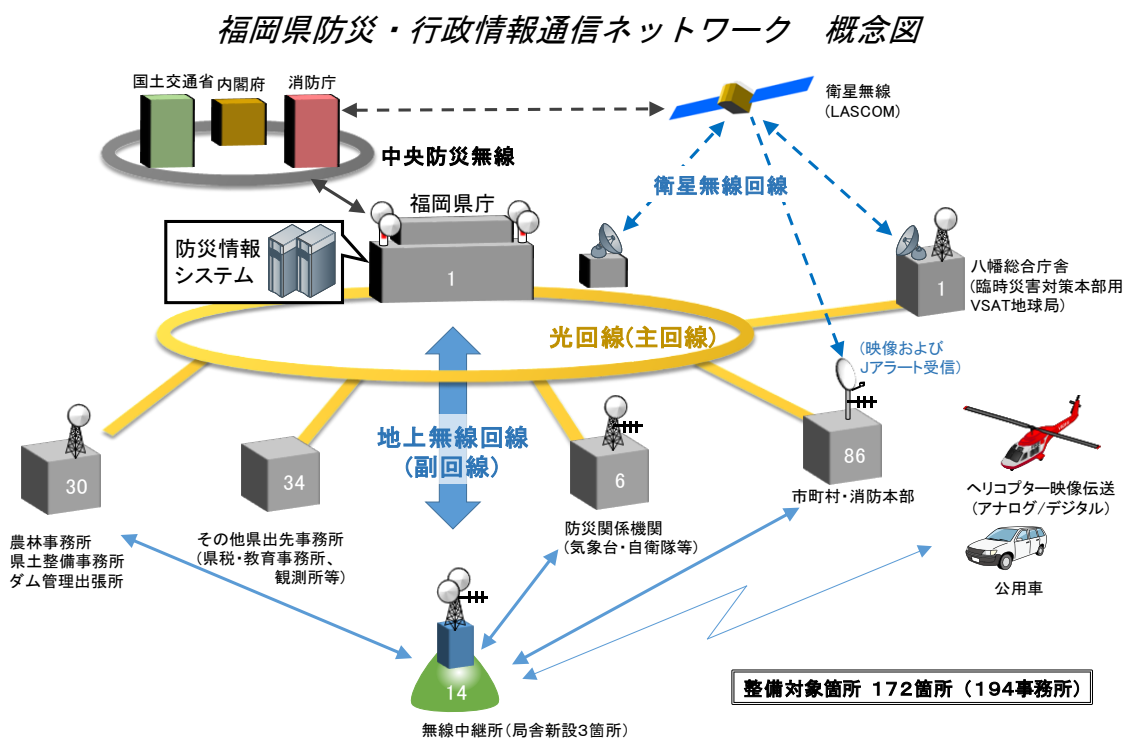 福岡県防災・行政情報通信ネットワーク　概念図
国土交通省
内閣府
消防庁
衛星無線
(LASCOM)
中央防災無線
衛星無線回線
福岡県庁
防災情報
システム
1
八幡総合庁舎
(臨時災害対策本部用
VSAT地球局)
1
光回線(主回線)
(映像および
Jアラート受信)
地上無線回線
(副回線)
30
34
6
86
農林事務所
県土整備事務所
ダム管理出張所
その他県出先事務所
(県税・教育事務所、
観測所等)
防災関係機関
(気象台・自衛隊等)
市町村・消防本部
ヘリコプター映像伝送
(アナログ/デジタル)
公用車
14
無線中継所(局舎新設3箇所)
整備対象箇所 172箇所（194事務所）